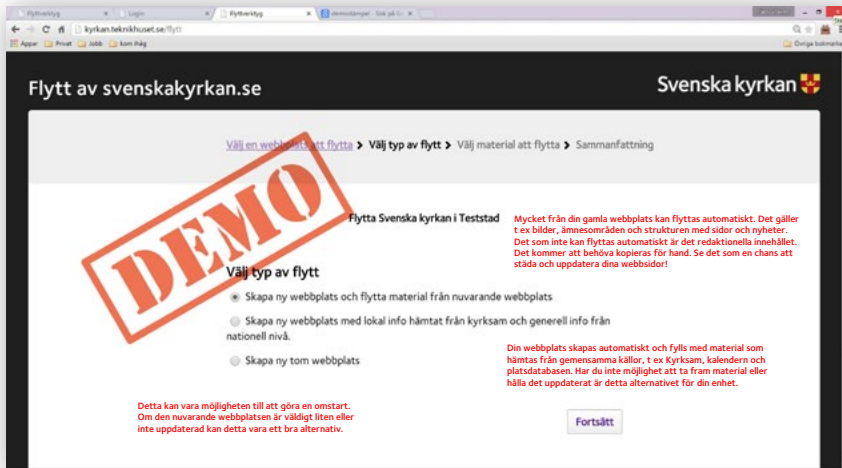 Flyttverktyg
Login
Flyttverktyg
demostämpel - Sök på Go
kyrkan.teknikhuset.se/flytt
Appar
Privat
Jobb
kom ihåg
Övriga bokmärken
Flytt av svenskakyrkan.se
Svenska kyrkan
Välj en webbplats att flytta > Välj typ av flytt > Välj material att flytta > Sammanfattning
DEMO
Flytta Svenska kyrkan i Teststad
Mycket från din gamla webbplats kan flyttas automatiskt. Det gäller
t ex bilder, ämnesområden och strukturen med sidor och nyheter.
Det som inte kan flyttas automatiskt är det redaktionella innehållet.
Det kommer att behöva kopieras för hand. Se det som en chans att
städa och uppdatera dina webbsidor!
Välj typ av flytt
Skapa ny webbplats och flytta material från nuvarande webbplats
Skapa ny webbplats med lokal info hämtat från kyrksam och generell info från
nationell nivå.
Skapa ny tom webbplats
Din webbplats skapas automatiskt och fylls med material som
hämtas från gemensamma källor, t ex Kyrksam, kalendern och
platsdatabasen. Har du inte möjlighet att ta fram material eller
hålla det uppdaterat är detta alternativet för din enhet.
Detta kan vara möjligheten till att göra en omstart.
Om den nuvarande webbplatsen är väldigt liten eller
inte uppdaterad kan detta vara ett bra alternativ.
Fortsätt